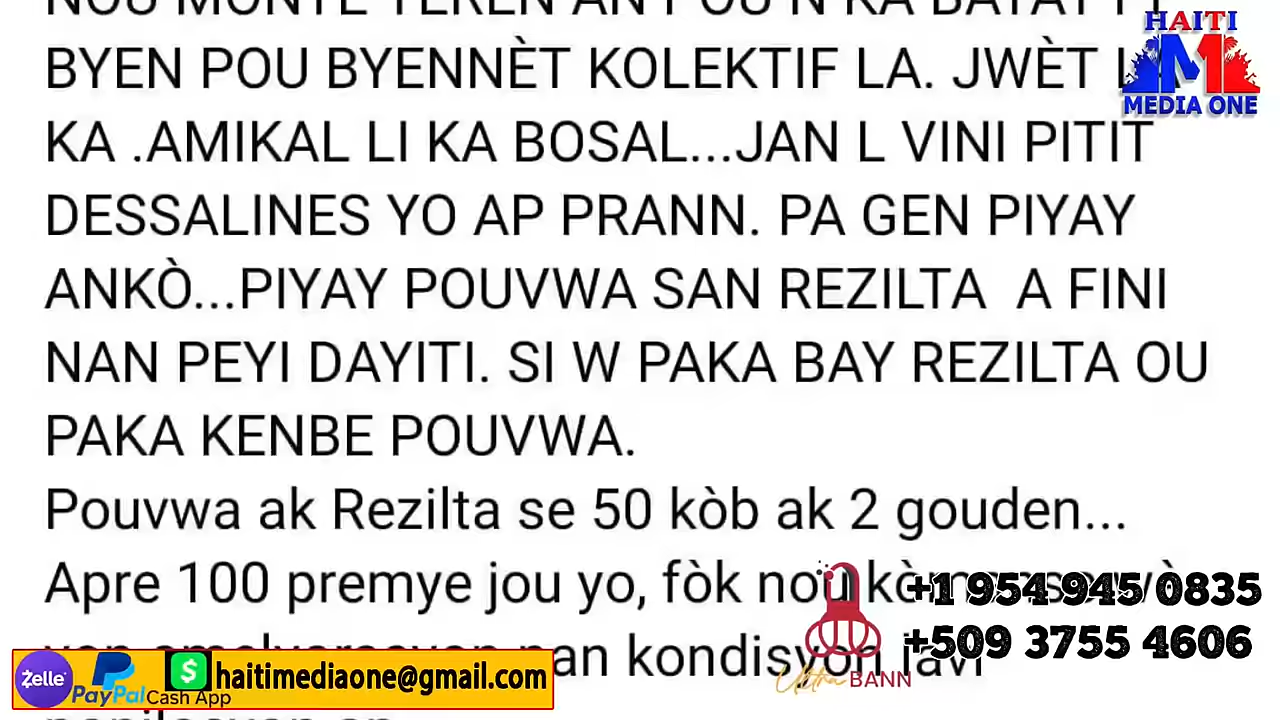 BYEN POU BYENNÈT KOLEKTIF LA. JWÈT
KA .AMIKAL LI KA BOSAL...JAN L VINI PITIT
DESSALINES YO AP PRANN. PA GEN PIYAY
ANKÒ...PIYAY POUVWA SAN REZILTA A FINI
NAN PEYI DAYITI. SI W PAKA BAY REZILTA OU
PAKA KENBE POUVWA.
Pouvwa ak Rezilta se 50 kòb ak 2 gouden...
Apre 100 premye jou yo, fòk nou
nan kondisyon lavi
HAITI
M
MEDIA ONE
+1 954 945 0835
+509 3755 4606
Ultra BANN
Zelle
PayPal
$
Cash App
haitimediaone@gmail.com